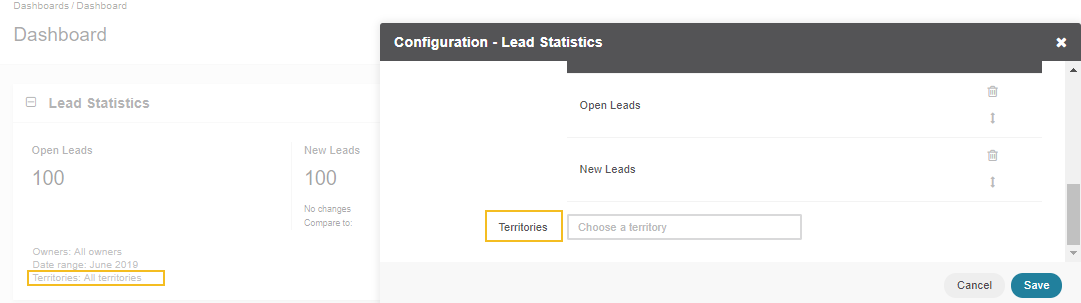 Dashboards / Dashboard
Dashboard
Lead Statistics
Open Leads
100
New Leads
100
No changes
Compare to:
Owners: All owners
Date range: June 2019
Territories: All territories
Configuration - Lead Statistics
Open Leads
New Leads
Territories
Choose a territory
Cancel
Save